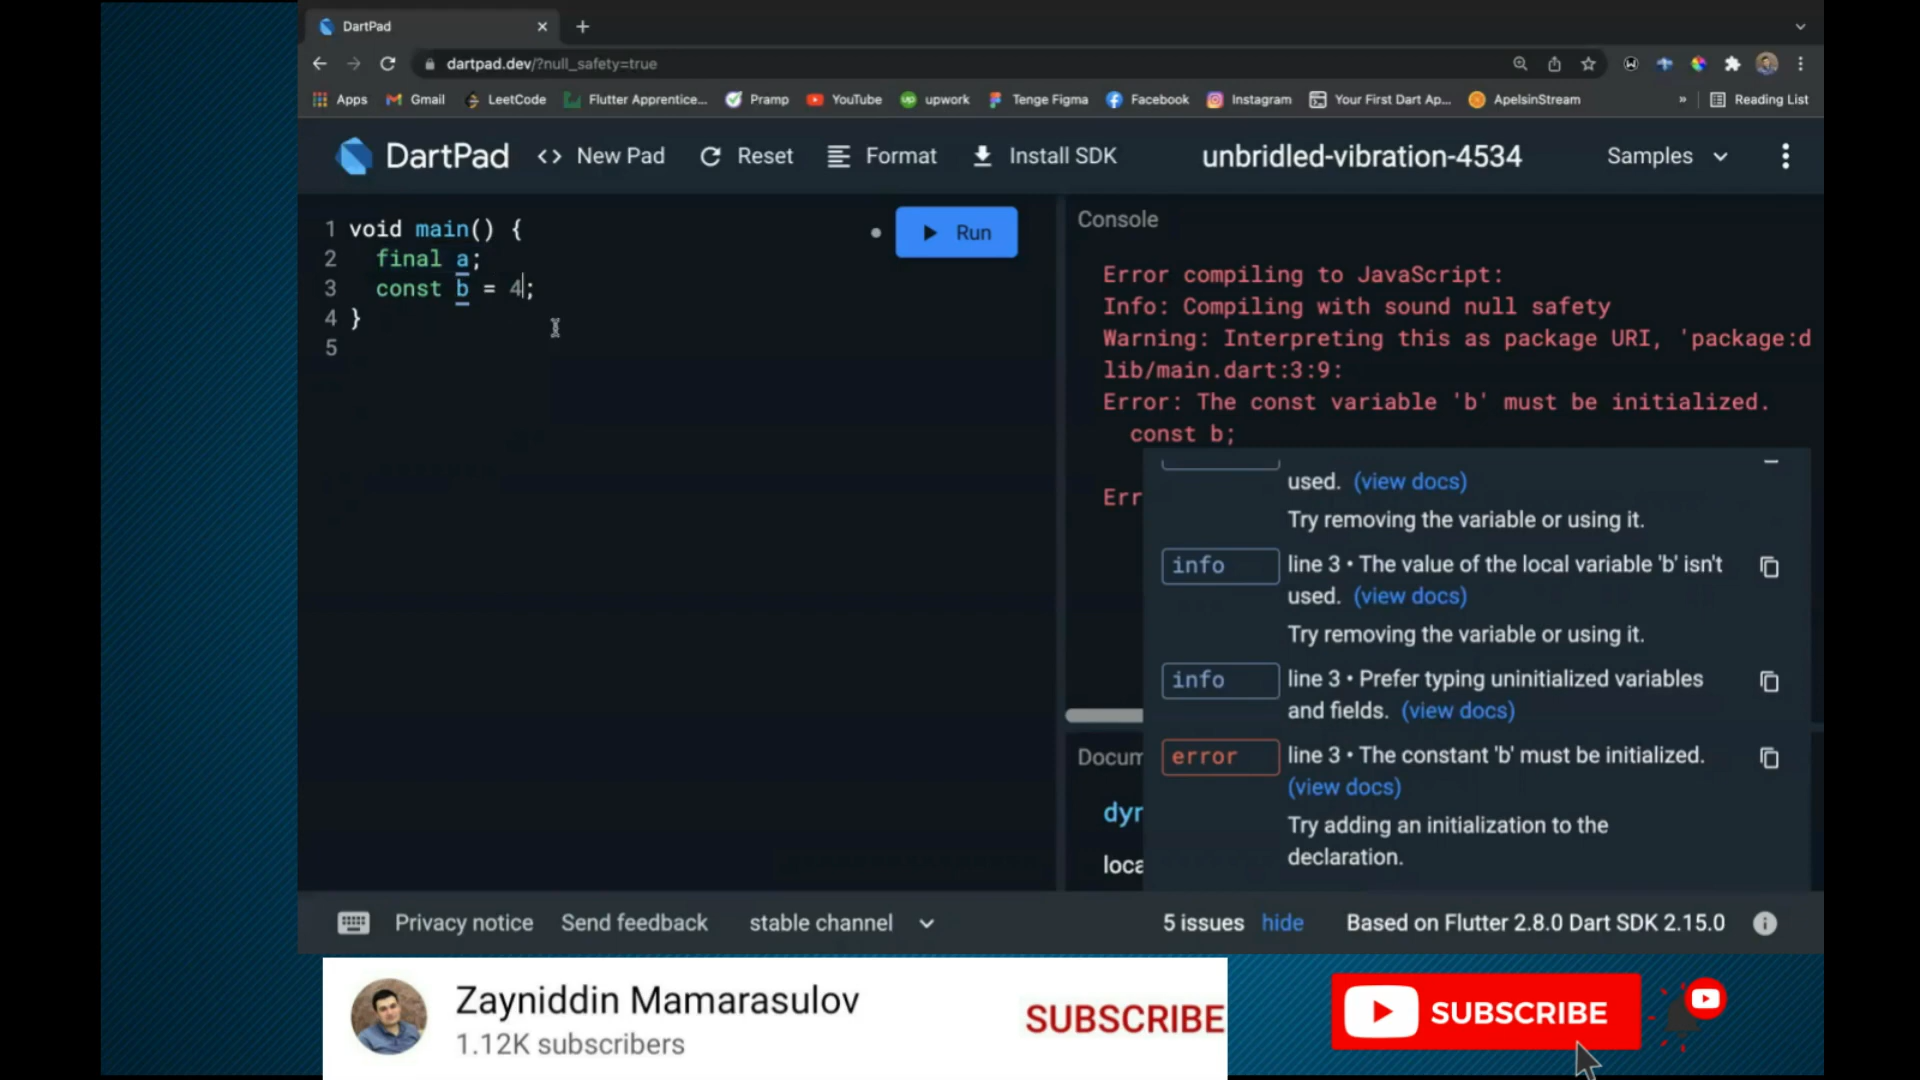 DartPad
dartpad.dev/?null_safety=true
Apps
Gmail
LeetCode
Flutter Apprentice...
Pramp
YouTube
upwork
Tenge Figma
Facebook
Instagram
Your First Dart Ap...
ApelsinStream
»
Reading List
DartPad
<> New Pad
Reset
Format
Install SDK
unbridled-vibration-4534
Samples
1 void main() {
2 final a;
3 const b = 4;
4 }
5
Run
Console
Error compiling to JavaScript:
Info: Compiling with sound null safety
Warning: Interpreting this as package URI, 'package:d
lib/main.dart:3:9:
Error: The const variable 'b' must be initialized.
const b;
Err
used. (view docs)
Try removing the variable or using it.
info
line 3 • The value of the local variable 'b' isn't
used. (view docs)
Try removing the variable or using it.
info
line 3 • Prefer typing uninitialized variables
and fields. (view docs)
error
line 3 • The constant 'b' must be initialized.
(view docs)
Try adding an initialization to the
declaration.
Docum
dyr
loca
Privacy notice
Send feedback
stable channel
5 issues hide
Based on Flutter 2.8.0 Dart SDK 2.15.0
Zayniddin Mamarasulov
1.12K subscribers
SUBSCRIBE
SUBSCRIBE